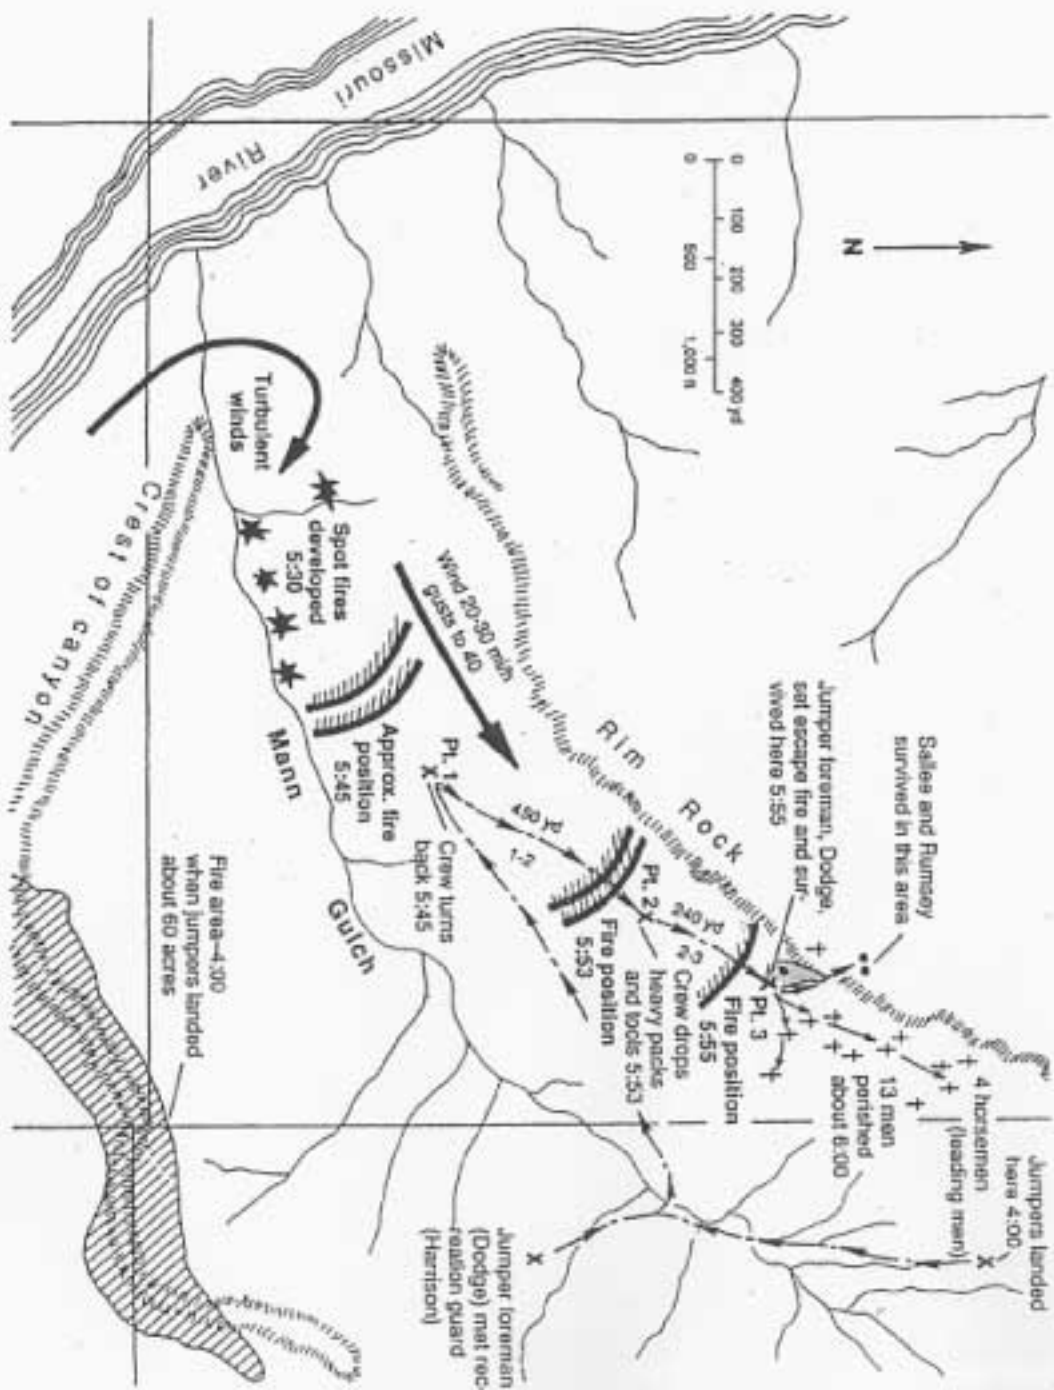 Missouri
River
N
0 100 200 300 400 yd
0 500 1,000 ft
Turbulent
winds
Spot fires
developed
5:30
Crest of canyon
Wind 20-30 mi/h
gusts to 40
Approx. fire
position
5:45
Mann
Gulch
Rim
Rock
Pt. 1
X
Crew turns
back 5:45
450 yd
1-2
Fire position
5:53
Pt. 2
X
Crew drops
heavy packs
and tools 5:53
240 yd
2-3
Fire position
5:55
Pt. 3
Jumper foreman, Dodge,
set escape fire and sur-
vived here 5:55
Sallee and Rumsey
survived in this area
13 men
perished
about 6:00
4 horsemen
(leading men)
Jumpers landed
here 4:00
X
X
Jumper foreman
(Dodge) met rec-
reation guard
(Harrison)
Fire area–4:00
when jumpers landed
about 60 acres